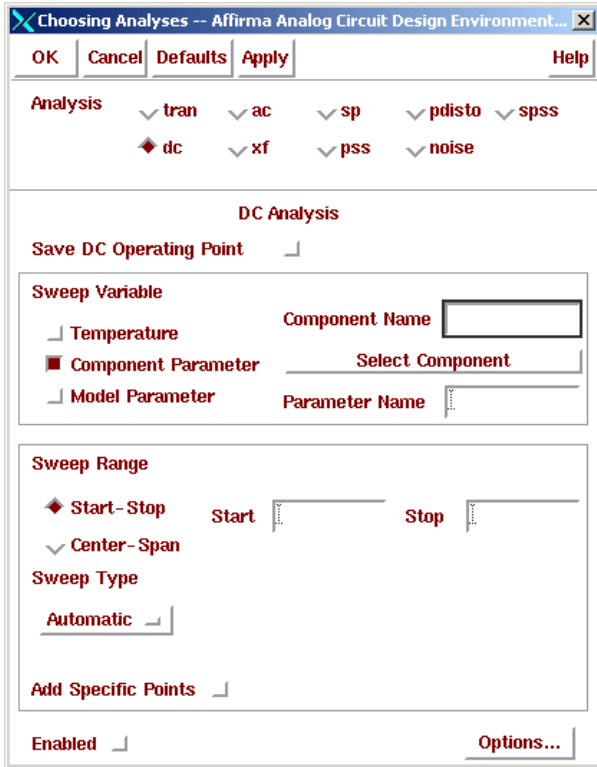 Choosing Analyses -- Affirma Analog Circuit Design Environment...
OK Cancel Defaults Apply Help
Analysis tran ac sp pdisto spss
dc xf pss noise
DC Analysis
Save DC Operating Point
Sweep Variable
Component Name
Temperature
Component Parameter Select Component
Model Parameter Parameter Name
Sweep Range
Start-Stop Start Stop
Center-Span
Sweep Type
Automatic
Add Specific Points
Enabled Options...